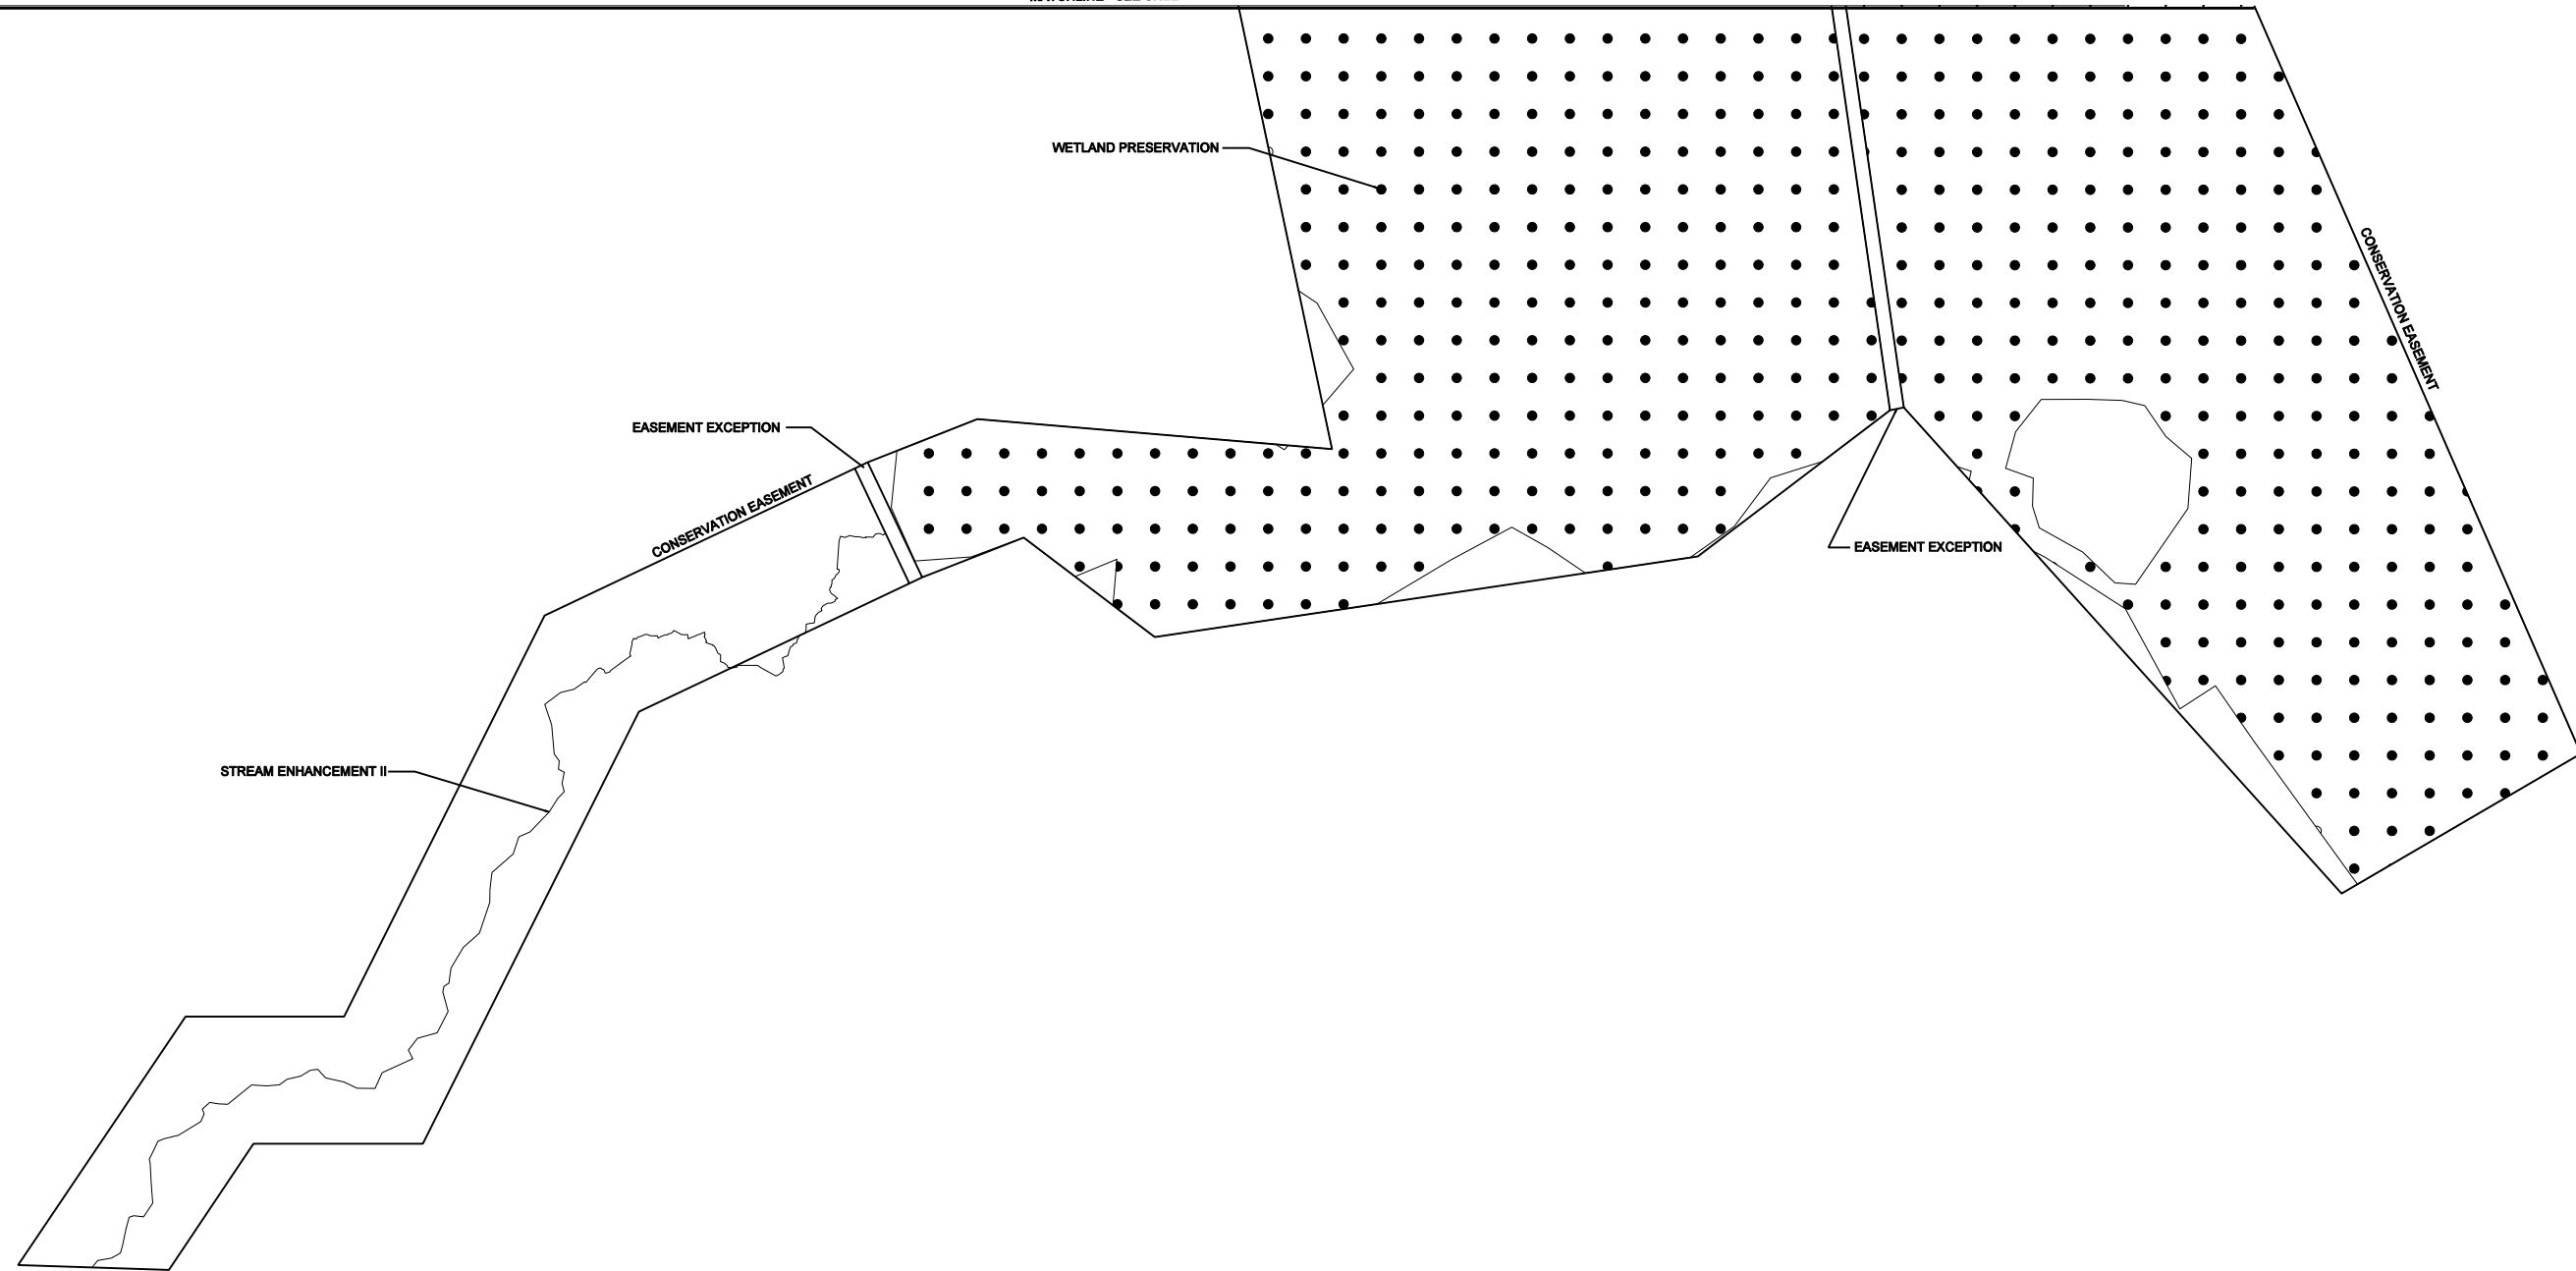 WETLAND PRESERVATION
CONSERVATION EASEMENT
EASEMENT EXCEPTION
CONSERVATION EASEMENT
EASEMENT EXCEPTION
STREAM ENHANCEMENT II